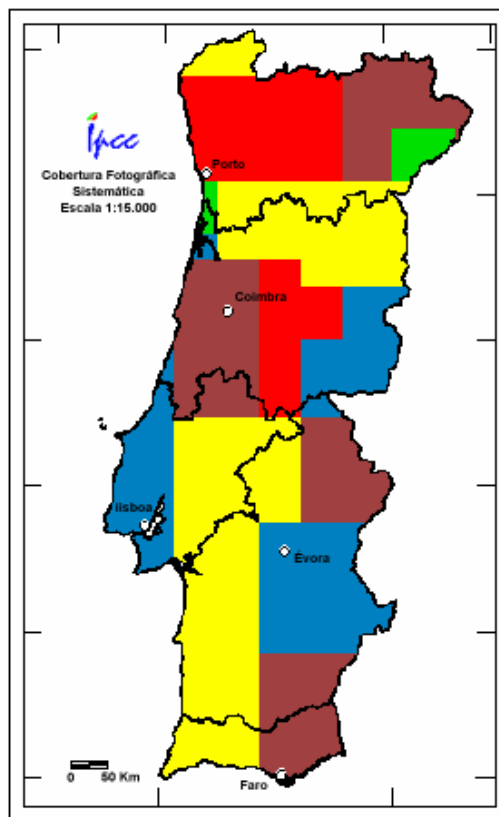 Ipcc
Cobertura Fotográfica
Sistemática
Escala 1:15.000
Porto
Coimbra
lisboa
Évora
0 50 Km
Faro